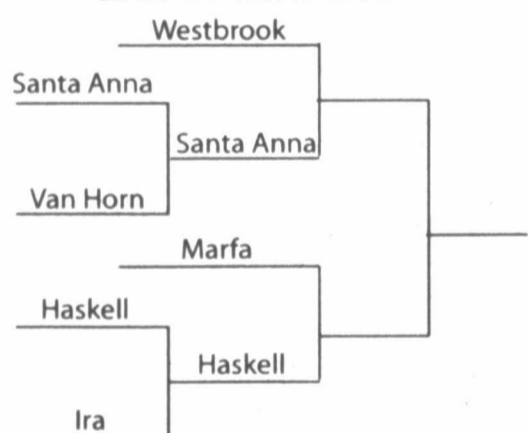 Westbrook
Santa Anna
Santa Anna
Van Horn
Marfa
Haskell
Haskell
Ira